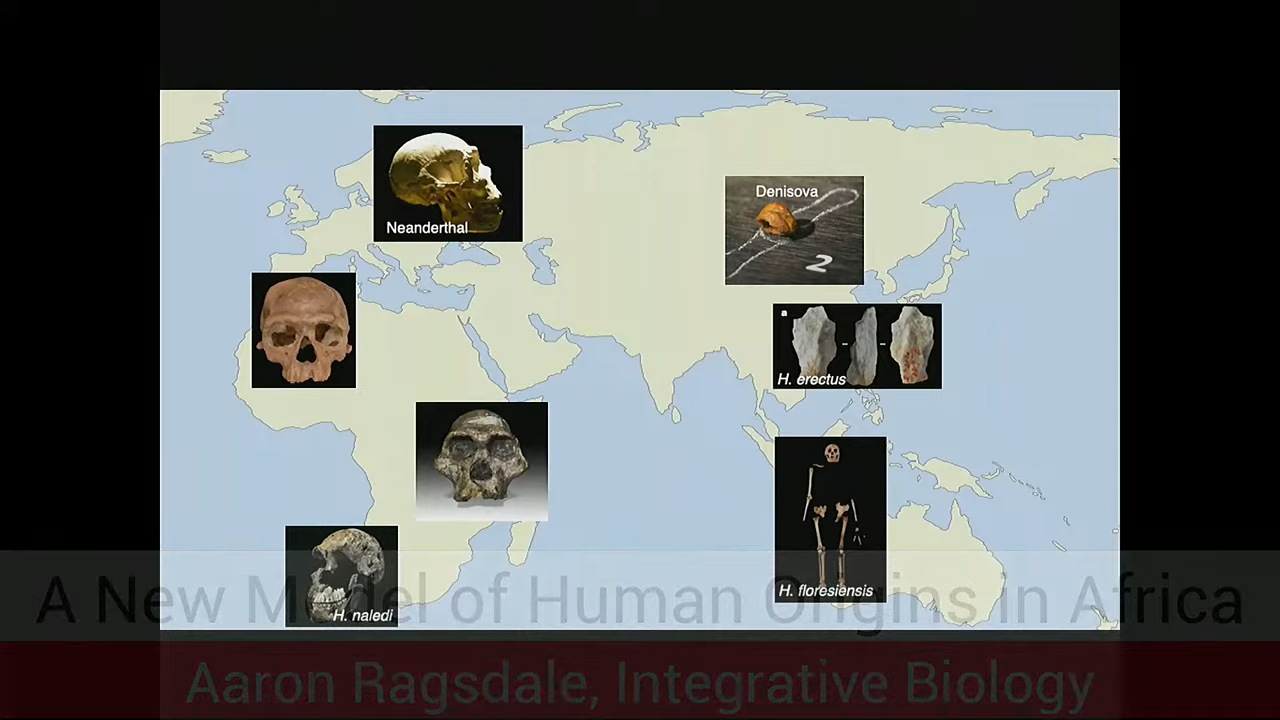 Neanderthal
Denisova
2
a
H. erectus
H. floresiensis
H. naledi
A New Model of Human Origins in Africa
Aaron Ragsdale, Integrative Biology